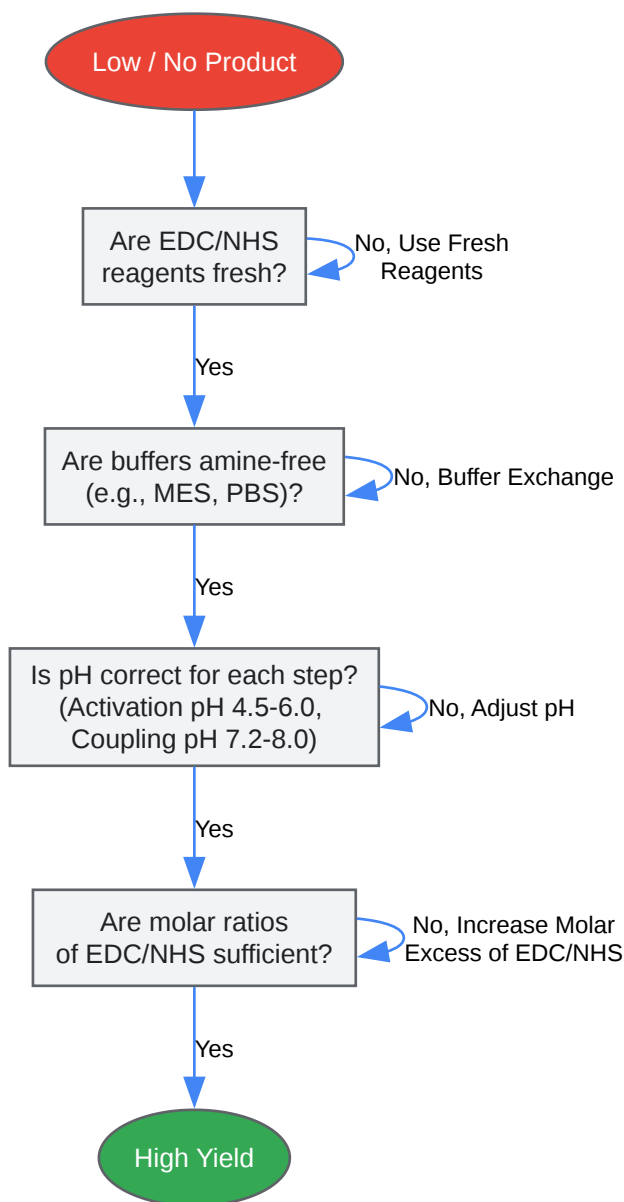 Low / No Product
Are EDC/NHS
reagents fresh?
No, Use Fresh
Reagents
Yes
Are buffers amine-free
(e.g., MES, PBS)?
No, Buffer Exchange
Yes
Is pH correct for each step?
(Activation pH 4.5-6.0,
Coupling pH 7.2-8.0)
No, Adjust pH
Yes
Are molar ratios
of EDC/NHS sufficient?
No, Increase Molar
Excess of EDC/NHS
Yes
High Yield